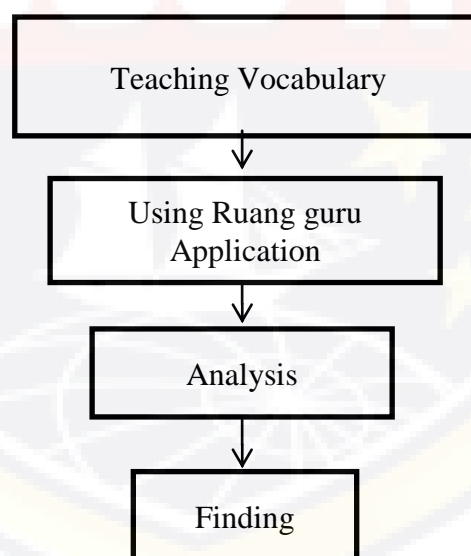 Teaching Vocabulary
Using Ruang guru
Application
Analysis
Finding